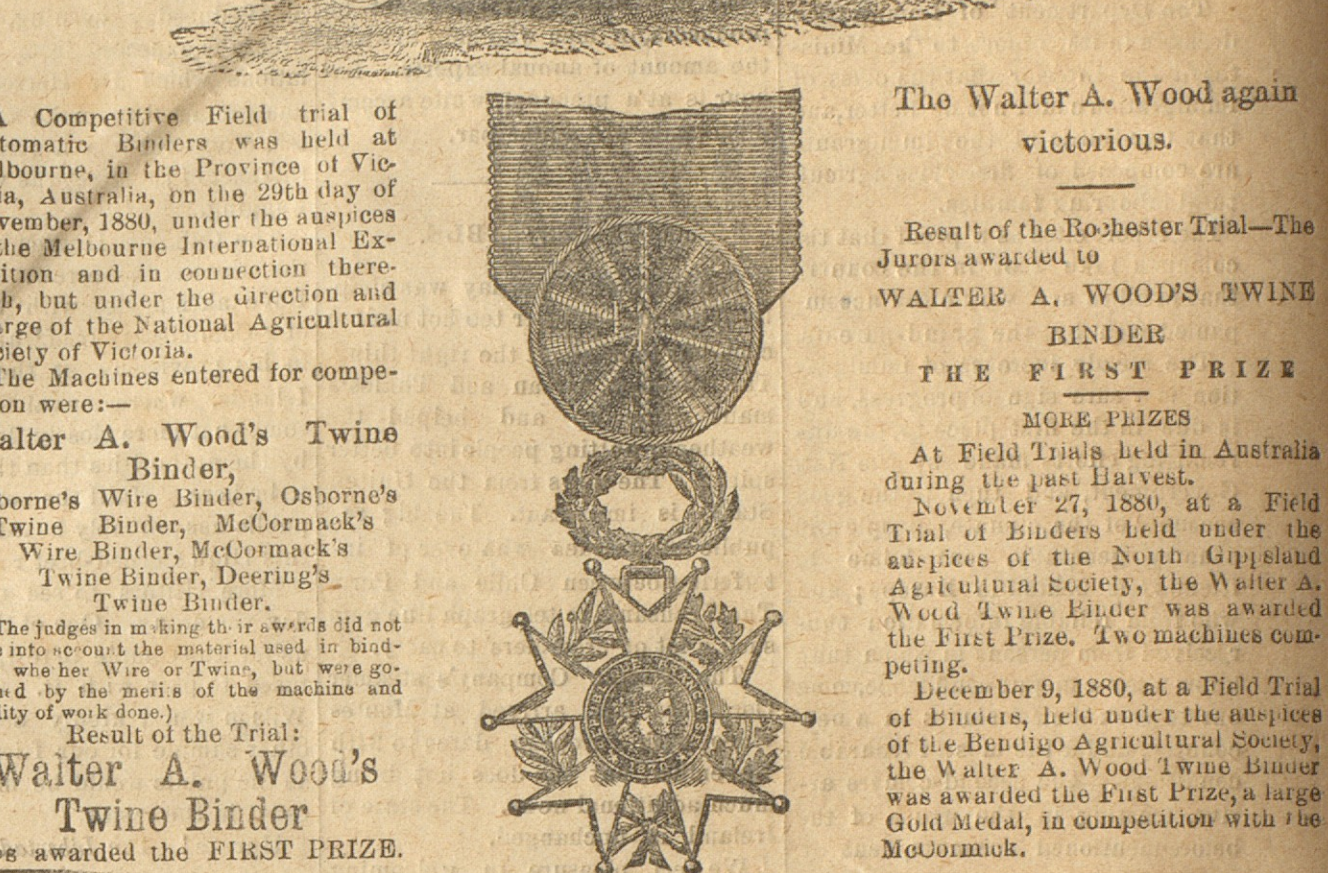 A Competitive Field trial of
tomatic Binders was held at
lbourne, in the Province of Vic-
ia, Australia, on the 29th day of
vember, 1880, under the auspices
the Melbourne International Ex-
ition and in connection there-
h, but under the direction and
arge of the National Agricultural
ciety of Victoria.
The Machines entered for compe-
on were:—
alter A. Wood's Twine
Binder,
borne's Wire Binder, Osborne's
Twine Binder, McCormack's
Wire Binder, McCormack's
Twine Binder, Deering's
Twine Binder.
The judges in making their awards did not
into account the material used in bind-
whether Wire or Twine, but were go-
ed by the merits of the machine and
lity of work done.)
Result of the Trial:
Walter A. Wood's
Twine Binder
s awarded the FIRST PRIZE.
The Walter A. Wood again
victorious.
Result of the Rochester Trial—The
Jurors awarded to
WALTER A. WOOD'S TWINE
BINDER
THE FIRST PRIZE
MORE PRIZES
At Field Trials held in Australia
during the past Harvest.
November 27, 1880, at a Field
Trial of Binders held under the
auspices of the North Gippsland
Agricultural Society, the Walter A.
Wood Twine Binder was awarded
the First Prize. Two machines com-
peting.
December 9, 1880, at a Field Trial
of Binders, held under the auspices
of the Bendigo Agricultural Society,
the Walter A. Wood Twine Binder
was awarded the First Prize, a large
Gold Medal, in competition with the
McCormick.